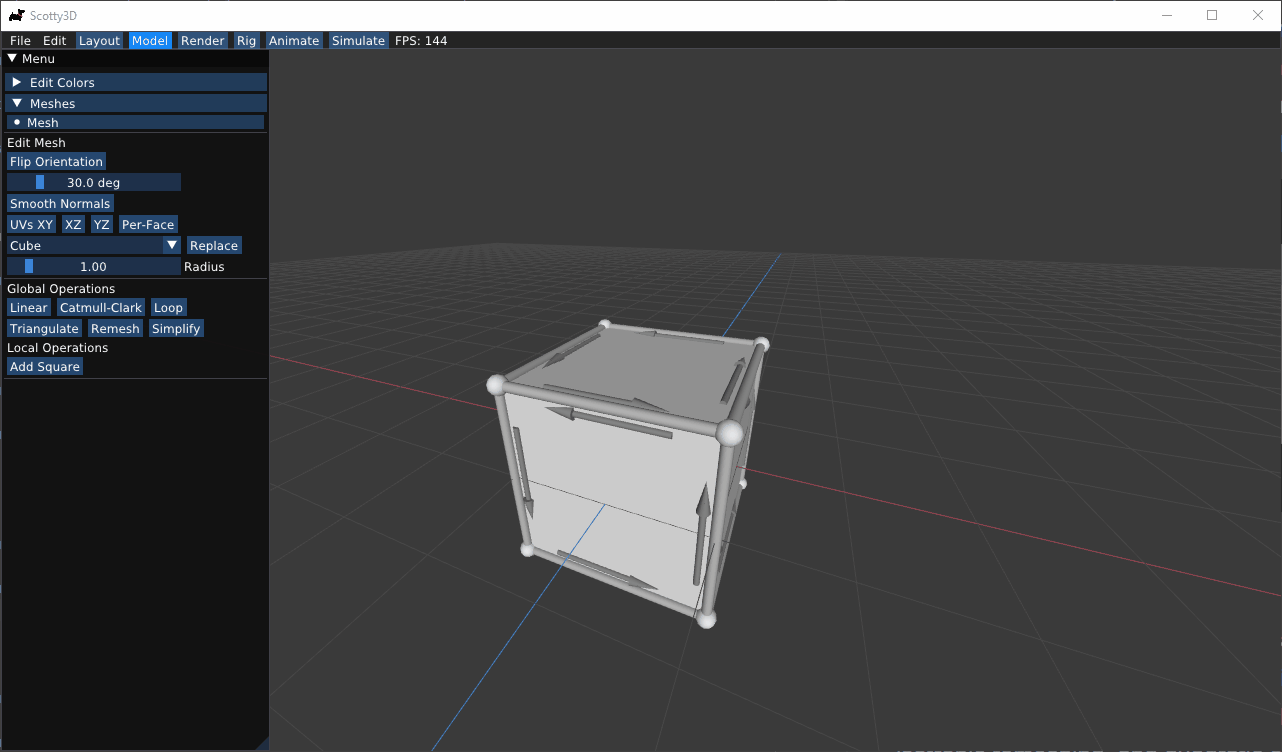 Scotty3D
File Edit Layout Model Render Rig Animate Simulate FPS: 144
Menu
Edit Colors
Meshes
Mesh
Edit Mesh
Flip Orientation
30.0 deg
Smooth Normals
UVs XY XZ YZ Per-Face
Cube Replace
1.00 Radius
Global Operations
Linear Catmull-Clark Loop
Triangulate Remesh Simplify
Local Operations
Add Square